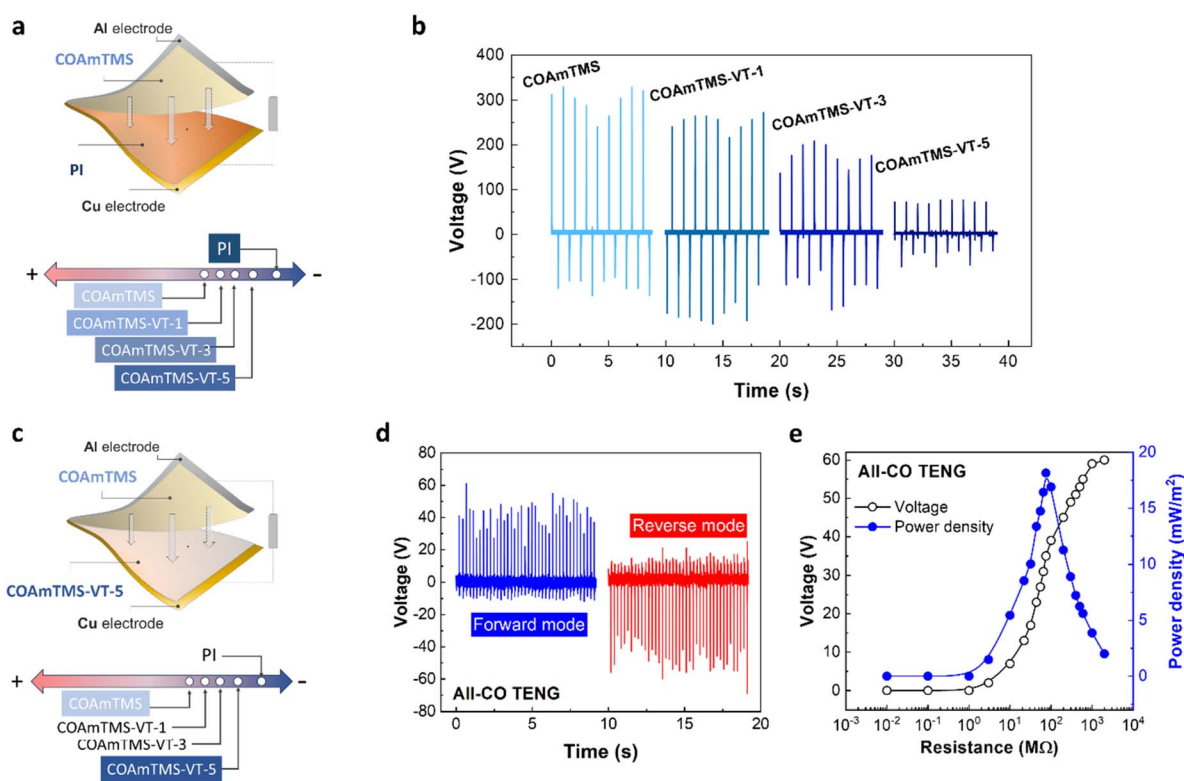 a
Al electrode
COAmTMS
PI
Cu electrode
PI
+
-
COAmTMS
COAmTMS-VT-1
COAmTMS-VT-3
COAmTMS-VT-5
b
400
300
200
100
0
-100
-200
Voltage (V)
COAmTMS
COAmTMS-VT-1
COAmTMS-VT-3
COAmTMS-VT-5
0 5 10 15 20 25 30 35 40
Time (s)
c
Al electrode
COAmTMS
COAmTMS-VT-5
Cu electrode
PI
+
-
COAmTMS
COAmTMS-VT-1
COAmTMS-VT-3
COAmTMS-VT-5
d
80
60
40
20
0
-20
-40
-60
-80
Voltage (V)
Reverse mode
Forward mode
All-CO TENG
0 5 10 15 20
Time (s)
e
60
50
40
30
20
10
0
Voltage (V)
All-CO TENG
Voltage
Power density
20
15
10
5
0
Power density (mW/m²)
10⁻³ 10⁻² 10⁻¹ 10⁰ 10¹ 10² 10³ 10⁴
Resistance (MΩ)